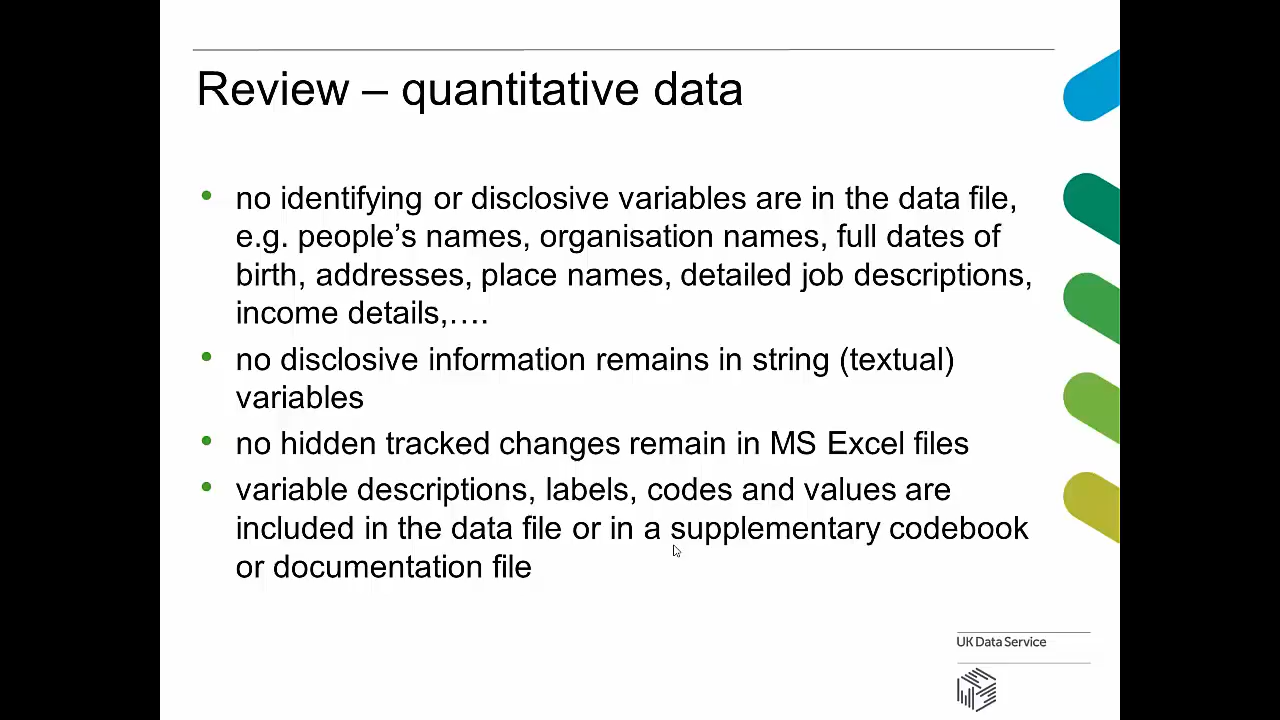 Review – quantitative data
• no identifying or disclosive variables are in the data file,
e.g. people’s names, organisation names, full dates of
birth, addresses, place names, detailed job descriptions,
income details,….
• no disclosive information remains in string (textual)
variables
• no hidden tracked changes remain in MS Excel files
• variable descriptions, labels, codes and values are
included in the data file or in a supplementary codebook
or documentation file
UK Data Service